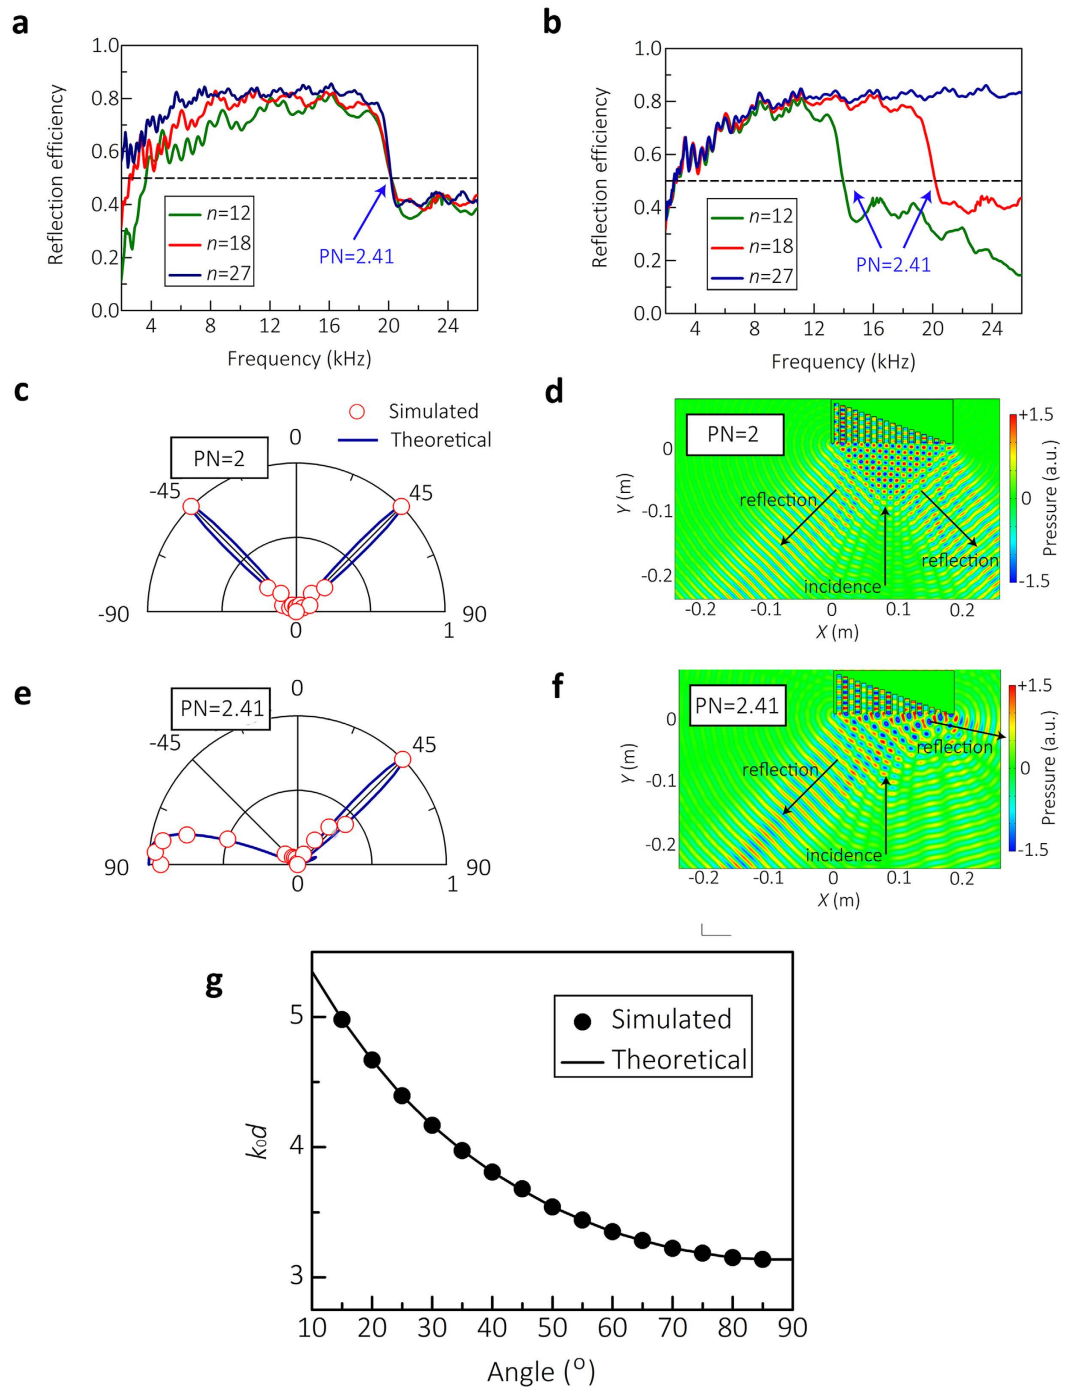 a
1.0
0.8
0.6
0.4
0.2
0.0
Reflection efficiency
n=12
n=18
n=27
PN=2.41
4 8 12 16 20 24
Frequency (kHz)
b
1.0
0.8
0.6
0.4
0.2
0.0
Reflection efficiency
n=12
n=18
n=27
PN=2.41
4 8 12 16 20 24
Frequency (kHz)
c
Simulated
Theoretical
PN=2
0
-45
45
-90
0
1
90
d
PN=2
0
-0.1
-0.2
Y (m)
reflection
reflection
incidence
-0.2 -0.1 0 0.1 0.2
X (m)
+1.5
0
-1.5
Pressure (a.u.)
e
PN=2.41
0
-45
45
90
0
1
90
f
PN=2.41
0
-0.1
-0.2
Y (m)
reflection
reflection
incidence
-0.2 -0.1 0 0.1 0.2
X (m)
+1.5
0
-1.5
Pressure (a.u.)
g
5
4
3
k₀d
Simulated
Theoretical
10 20 30 40 50 60 70 80 90
Angle (°)